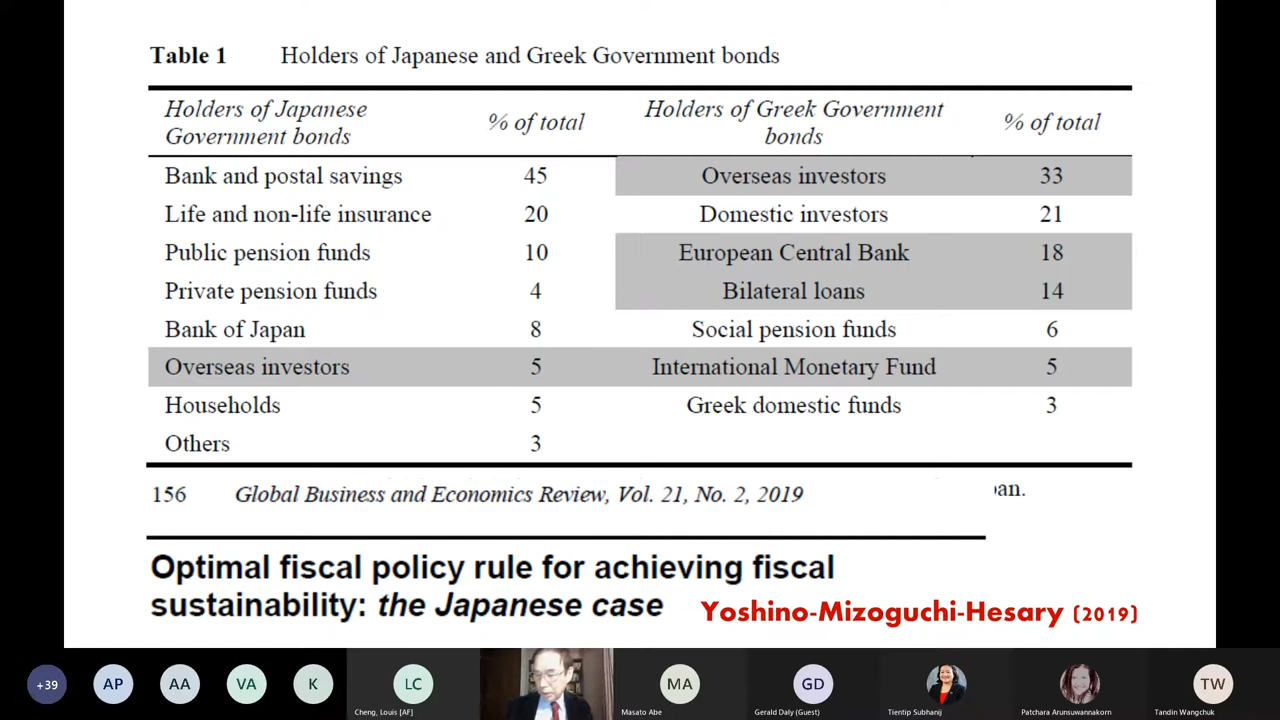 Table 1 Holders of Japanese and Greek Government bonds
Holders of Japanese Government bonds % of total Holders of Greek Government bonds % of total
Bank and postal savings 45 Overseas investors 33
Life and non-life insurance 20 Domestic investors 21
Public pension funds 10 European Central Bank 18
Private pension funds 4 Bilateral loans 14
Bank of Japan 8 Social pension funds 6
Overseas investors 5 International Monetary Fund 5
Households 5 Greek domestic funds 3
Others 3
156 Global Business and Economics Review, Vol. 21, No. 2, 2019
Optimal fiscal policy rule for achieving fiscal
sustainability: the Japanese case Yoshino-Mizoguchi-Hesary (2019)
+39 AP AA VA K LC MA GD TW
Cheng, Louis [AF] Masato Abe Gerald Daly (Guest) Tientip Subhanij Patchara Arunsuwannakorn Tandin Wangchuk